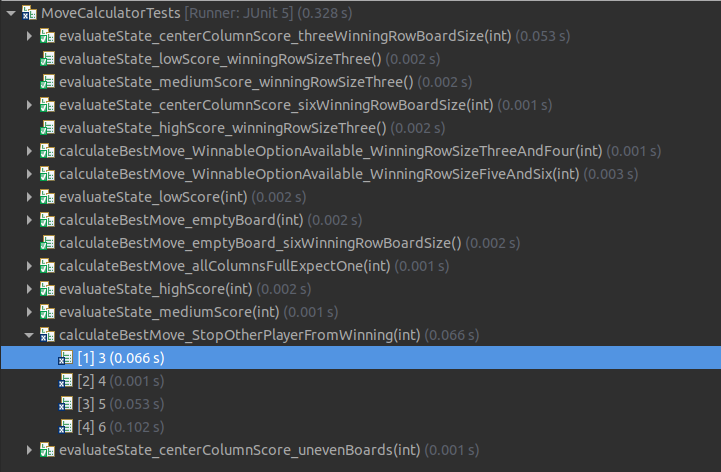 MoveCalculatorTests [Runner: JUnit 5] (0.328 s)
evaluateState_centerColumnScore_threeWinningRowBoardSize(int) (0.053 s)
evaluateState_lowScore_winningRowSizeThree() (0.002 s)
evaluateState_mediumScore_winningRowSizeThree() (0.002 s)
evaluateState_centerColumnScore_sixWinningRowBoardSize(int) (0.001 s)
evaluateState_highScore_winningRowSizeThree() (0.002 s)
calculateBestMove_WinnableOptionAvailable_WinningRowSizeThreeAndFour(int) (0.001 s)
calculateBestMove_WinnableOptionAvailable_WinningRowSizeFiveAndSix(int) (0.003 s)
evaluateState_lowScore(int) (0.002 s)
calculateBestMove_emptyBoard(int) (0.002 s)
calculateBestMove_emptyBoard_sixWinningRowBoardSize() (0.002 s)
calculateBestMove_allColumnsFullExpectOne(int) (0.001 s)
evaluateState_highScore(int) (0.002 s)
evaluateState_mediumScore(int) (0.001 s)
calculateBestMove_StopOtherPlayerFromWinning(int) (0.066 s)
[1] 3 (0.066 s)
[2] 4 (0.001 s)
[3] 5 (0.053 s)
[4] 6 (0.102 s)
evaluateState_centerColumnScore_unevenBoards(int) (0.001 s)